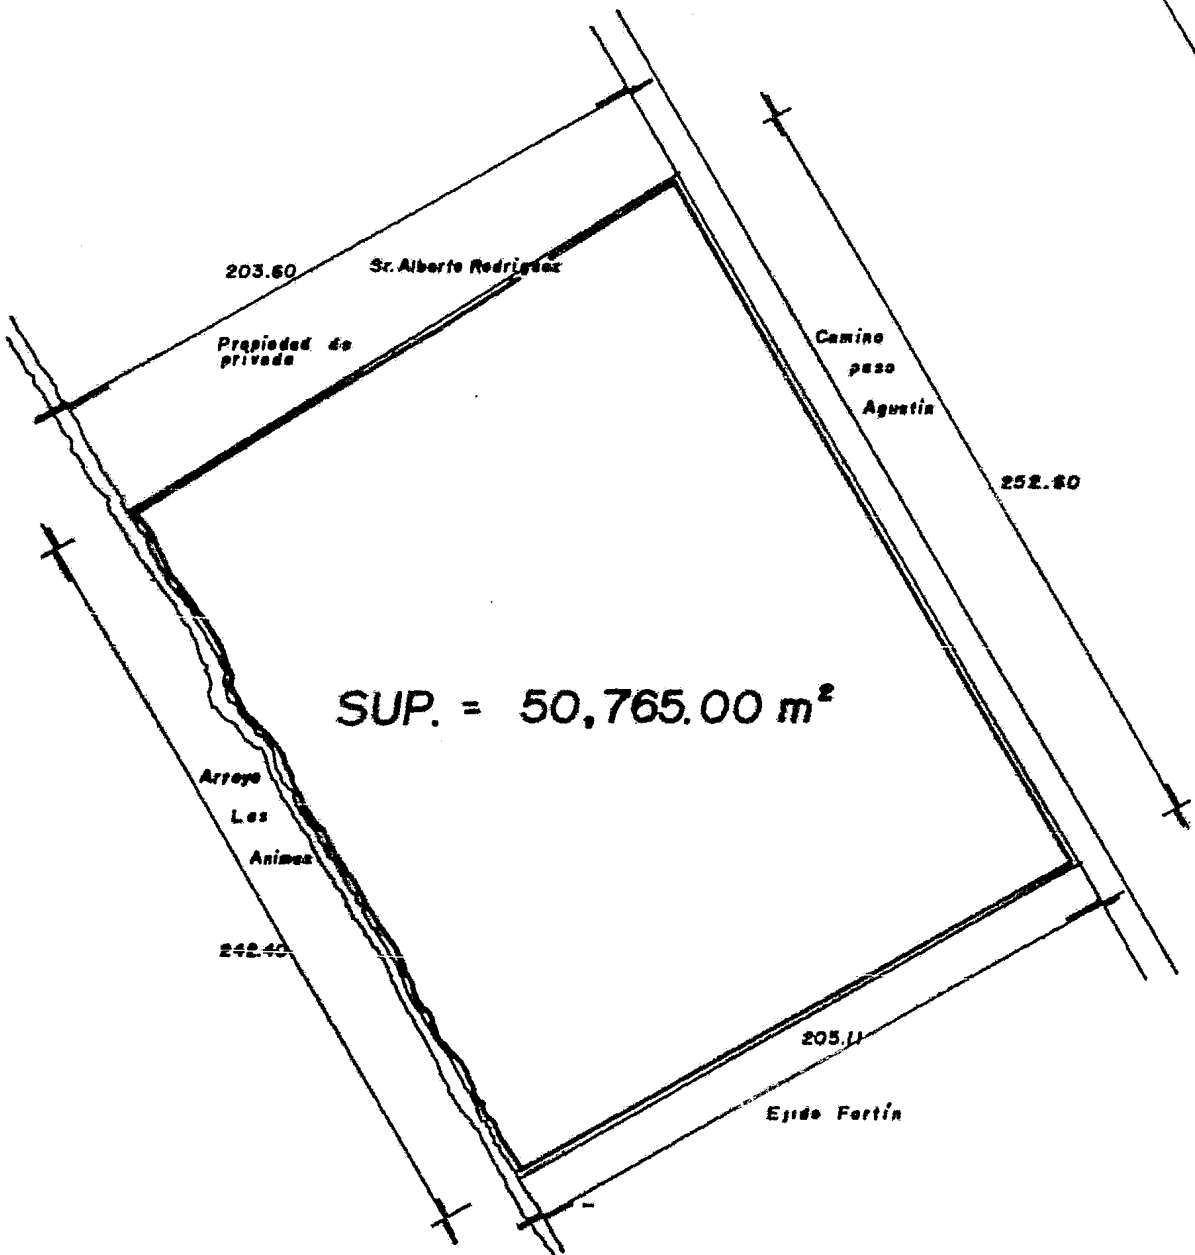 203.60
Sr. Alberto Rodriguez
Propiedad de
privada
Camino
paso
Agustín
252.60
SUP. = 50,765.00 m²
Arroyo
Las
Animas
242.40
205.11
Ejido Fortín